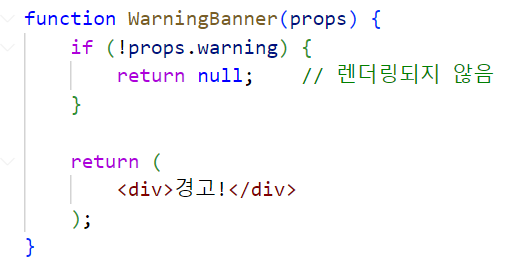 function WarningBanner(props) {
    if (!props.warning) {
        return null;    // 렌더링되지 않음
    }
    return (
        <div>경고!</div>
    );
}